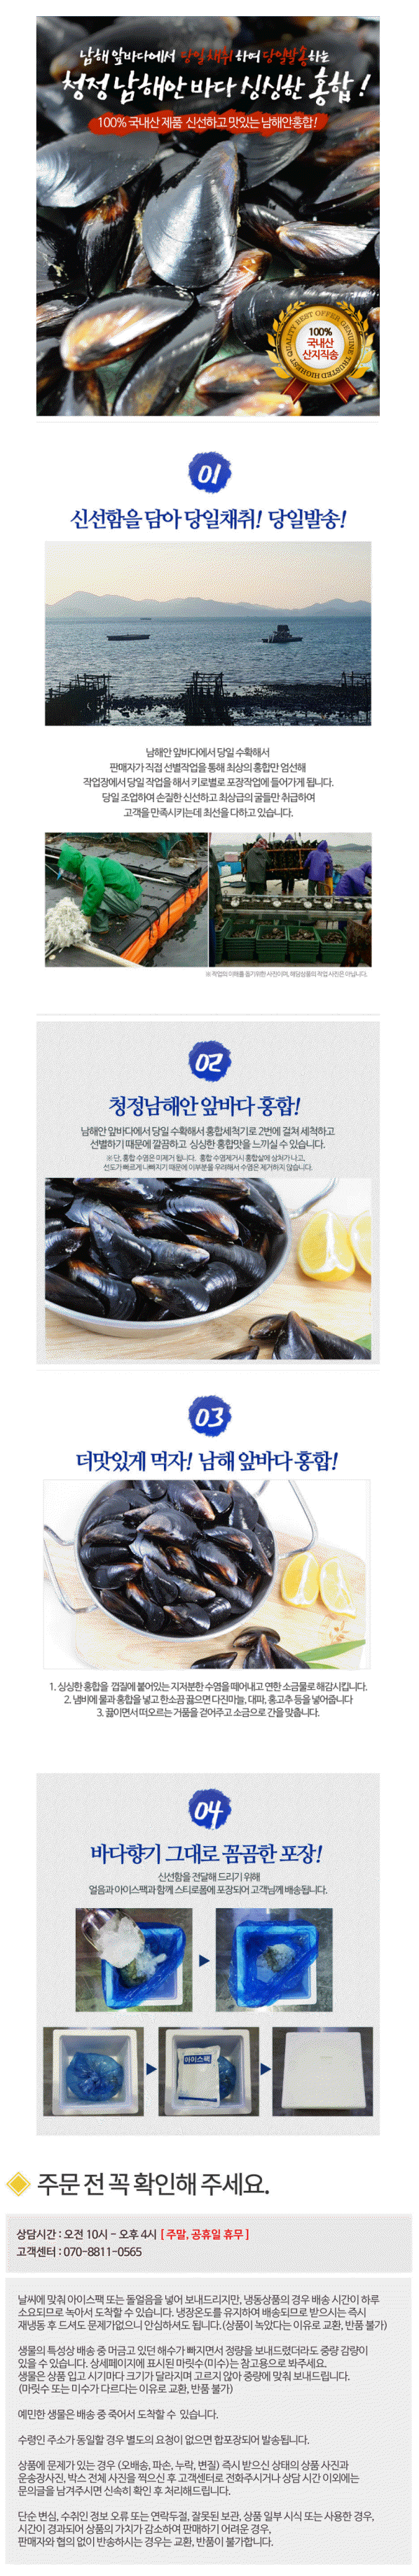 남해 앞바다에서 당일채취하여 당일발송하는
청정 남해안 바다 싱싱한 홍합!
100% 국내산 제품 신선하고 맛있는 남해안홍합!
HIGHEST QUALITY BEST OFFER GENUINE TRUSTED
100%
국내산
산지직송
01
신선함을 담아 당일채취! 당일발송!
남해안 앞바다에서 당일 수확해서
판매자가 직접 선별작업을 통해 최상의 홍합만 엄선해
작업장에서 당일 작업을 해서 키로별로 포장작업에 들어가게 됩니다.
당일 조업하여 손질한 신선하고 최상급의 굴들만 취급하여
고객을 만족시키는데 최선을 다하고 있습니다.
※ 작업의 이해를 돕기위한 사진이며, 해당상품의 작업 사진은 아닙니다.
02
청정남해안 앞바다 홍합!
남해안 앞바다에서 당일 수확해서 홍합세척기로 2번에 걸쳐 세척하고
선별하기 때문에 깔끔하고 싱싱한 홍합맛을 느끼실 수 있습니다.
※ 단, 홍합 수염은 미제거 됩니다. 홍합 수염제거시 홍합살에 상처가 나고,
선도가 빠르게 나빠지기 때문에 이부분을 우려해서 수염은 제거하지 않습니다.
03
더맛있게 먹자! 남해 앞바다 홍합!
1. 싱싱한 홍합을 껍질에 붙어있는 지저분한 수염을 떼어내고 연한 소금물로 해감시킵니다.
2. 냄비에 물과 홍합을 넣고 한소끔 끓으면 다진마늘, 대파, 홍고추 등을 넣어줍니다
3. 끓이면서 떠오르는 거품을 걷어주고 소금으로 간을 맞춥니다.
04
바다향기 그대로 꼼꼼한 포장!
신선함을 전달해 드리기 위해
얼음과 아이스팩과 함께 스티로폼에 포장되어 고객님께 배송됩니다.
아이스팩
주문 전 꼭 확인해 주세요.
상담시간 : 오전 10시 - 오후 4시 [ 주말, 공휴일 휴무 ]
고객센터 : 070-8811-0565
날씨에 맞춰 아이스팩 또는 돌얼음을 넣어 보내드리지만, 냉동상품의 경우 배송 시간이 하루
소요되므로 녹아서 도착할 수 있습니다. 냉장온도를 유지하여 배송되므로 받으시는 즉시
재냉동 후 드셔도 문제가없으니 안심하셔도 됩니다.(상품이 녹았다는 이유로 교환, 반품 불가)
생물의 특성상 배송 중 머금고 있던 해수가 빠지면서 정량을 보내드렸더라도 중량 감량이
있을 수 있습니다. 상세페이지에 표시된 마릿수(미수)는 참고용으로 봐주세요.
생물은 상품 입고 시기마다 크기가 달라지며 고르지 않아 중량에 맞춰 보내드립니다.
(마릿수 또는 미수가 다르다는 이유로 교환, 반품 불가)
예민한 생물은 배송 중 죽어서 도착할 수 있습니다.
수령인 주소가 동일할 경우 별도의 요청이 없으면 합포장되어 발송됩니다.
상품에 문제가 있는 경우 (오배송, 파손, 누락, 변질) 즉시 받으신 상태의 상품 사진과
운송장사진, 박스 전체 사진을 찍으신 후 고객센터로 전화주시거나 상담 시간 이외에는
문의글을 남겨주시면 신속히 확인 후 처리해드립니다.
단순 변심, 수취인 정보 오류 또는 연락두절, 잘못된 보관, 상품 일부 시식 또는 사용한 경우,
시간이 경과되어 상품의 가치가 감소하여 판매하기 어려운 경우,
판매자와 협의 없이 반송하시는 경우는 교환, 반품이 불가합니다.